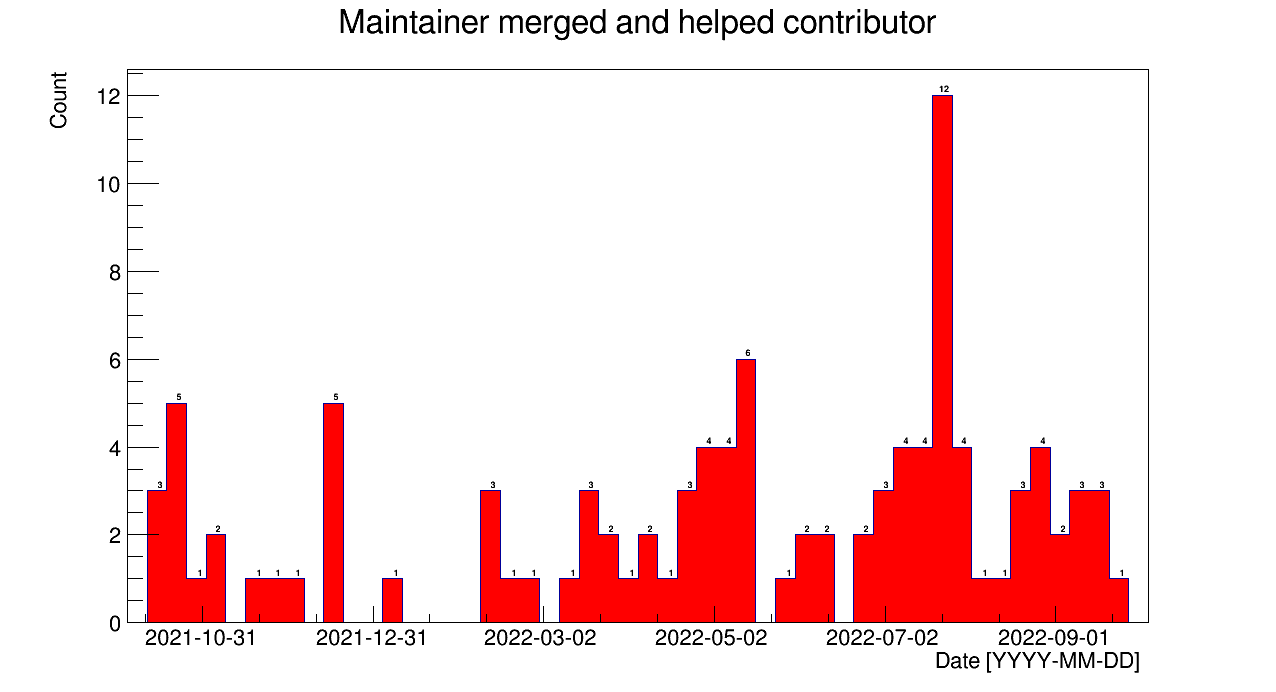 Maintainer merged and helped contributor
Count
12
10
8
6
4
2
0
3 5 1 2 1 1 1 5 1 3 1 1 1 3 2 1 2 1 3 4 4 6 1 2 2 2 3 4 4 12 4 1 1 3 4 2 3 3 1
2021-10-31 2021-12-31 2022-03-02 2022-05-02 2022-07-02 2022-09-01
Date [YYYY-MM-DD]